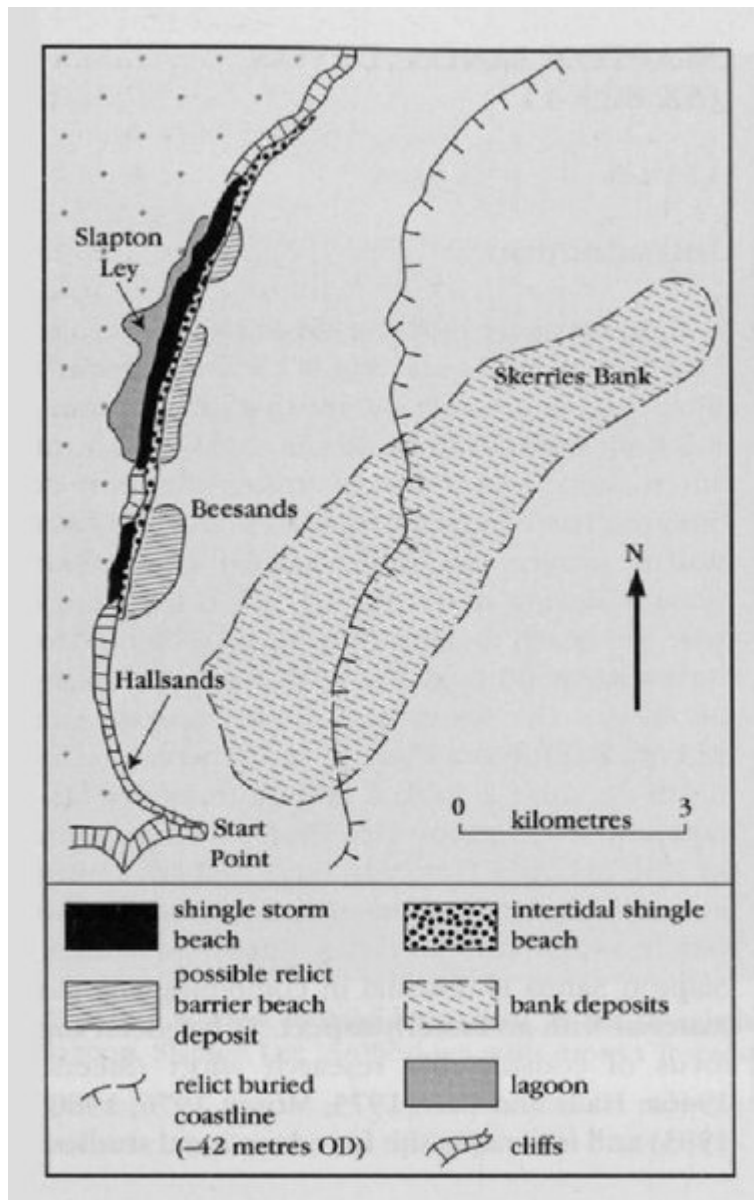 Slapton
Ley
Skerries Bank
Beesands
N
Hallsands
0 3
kilometres
Start
Point
shingle storm
beach
intertidal shingle
beach
possible relict
barrier beach
deposit
bank deposits
relict buried
coastline
(–42 metres OD)
lagoon
cliffs